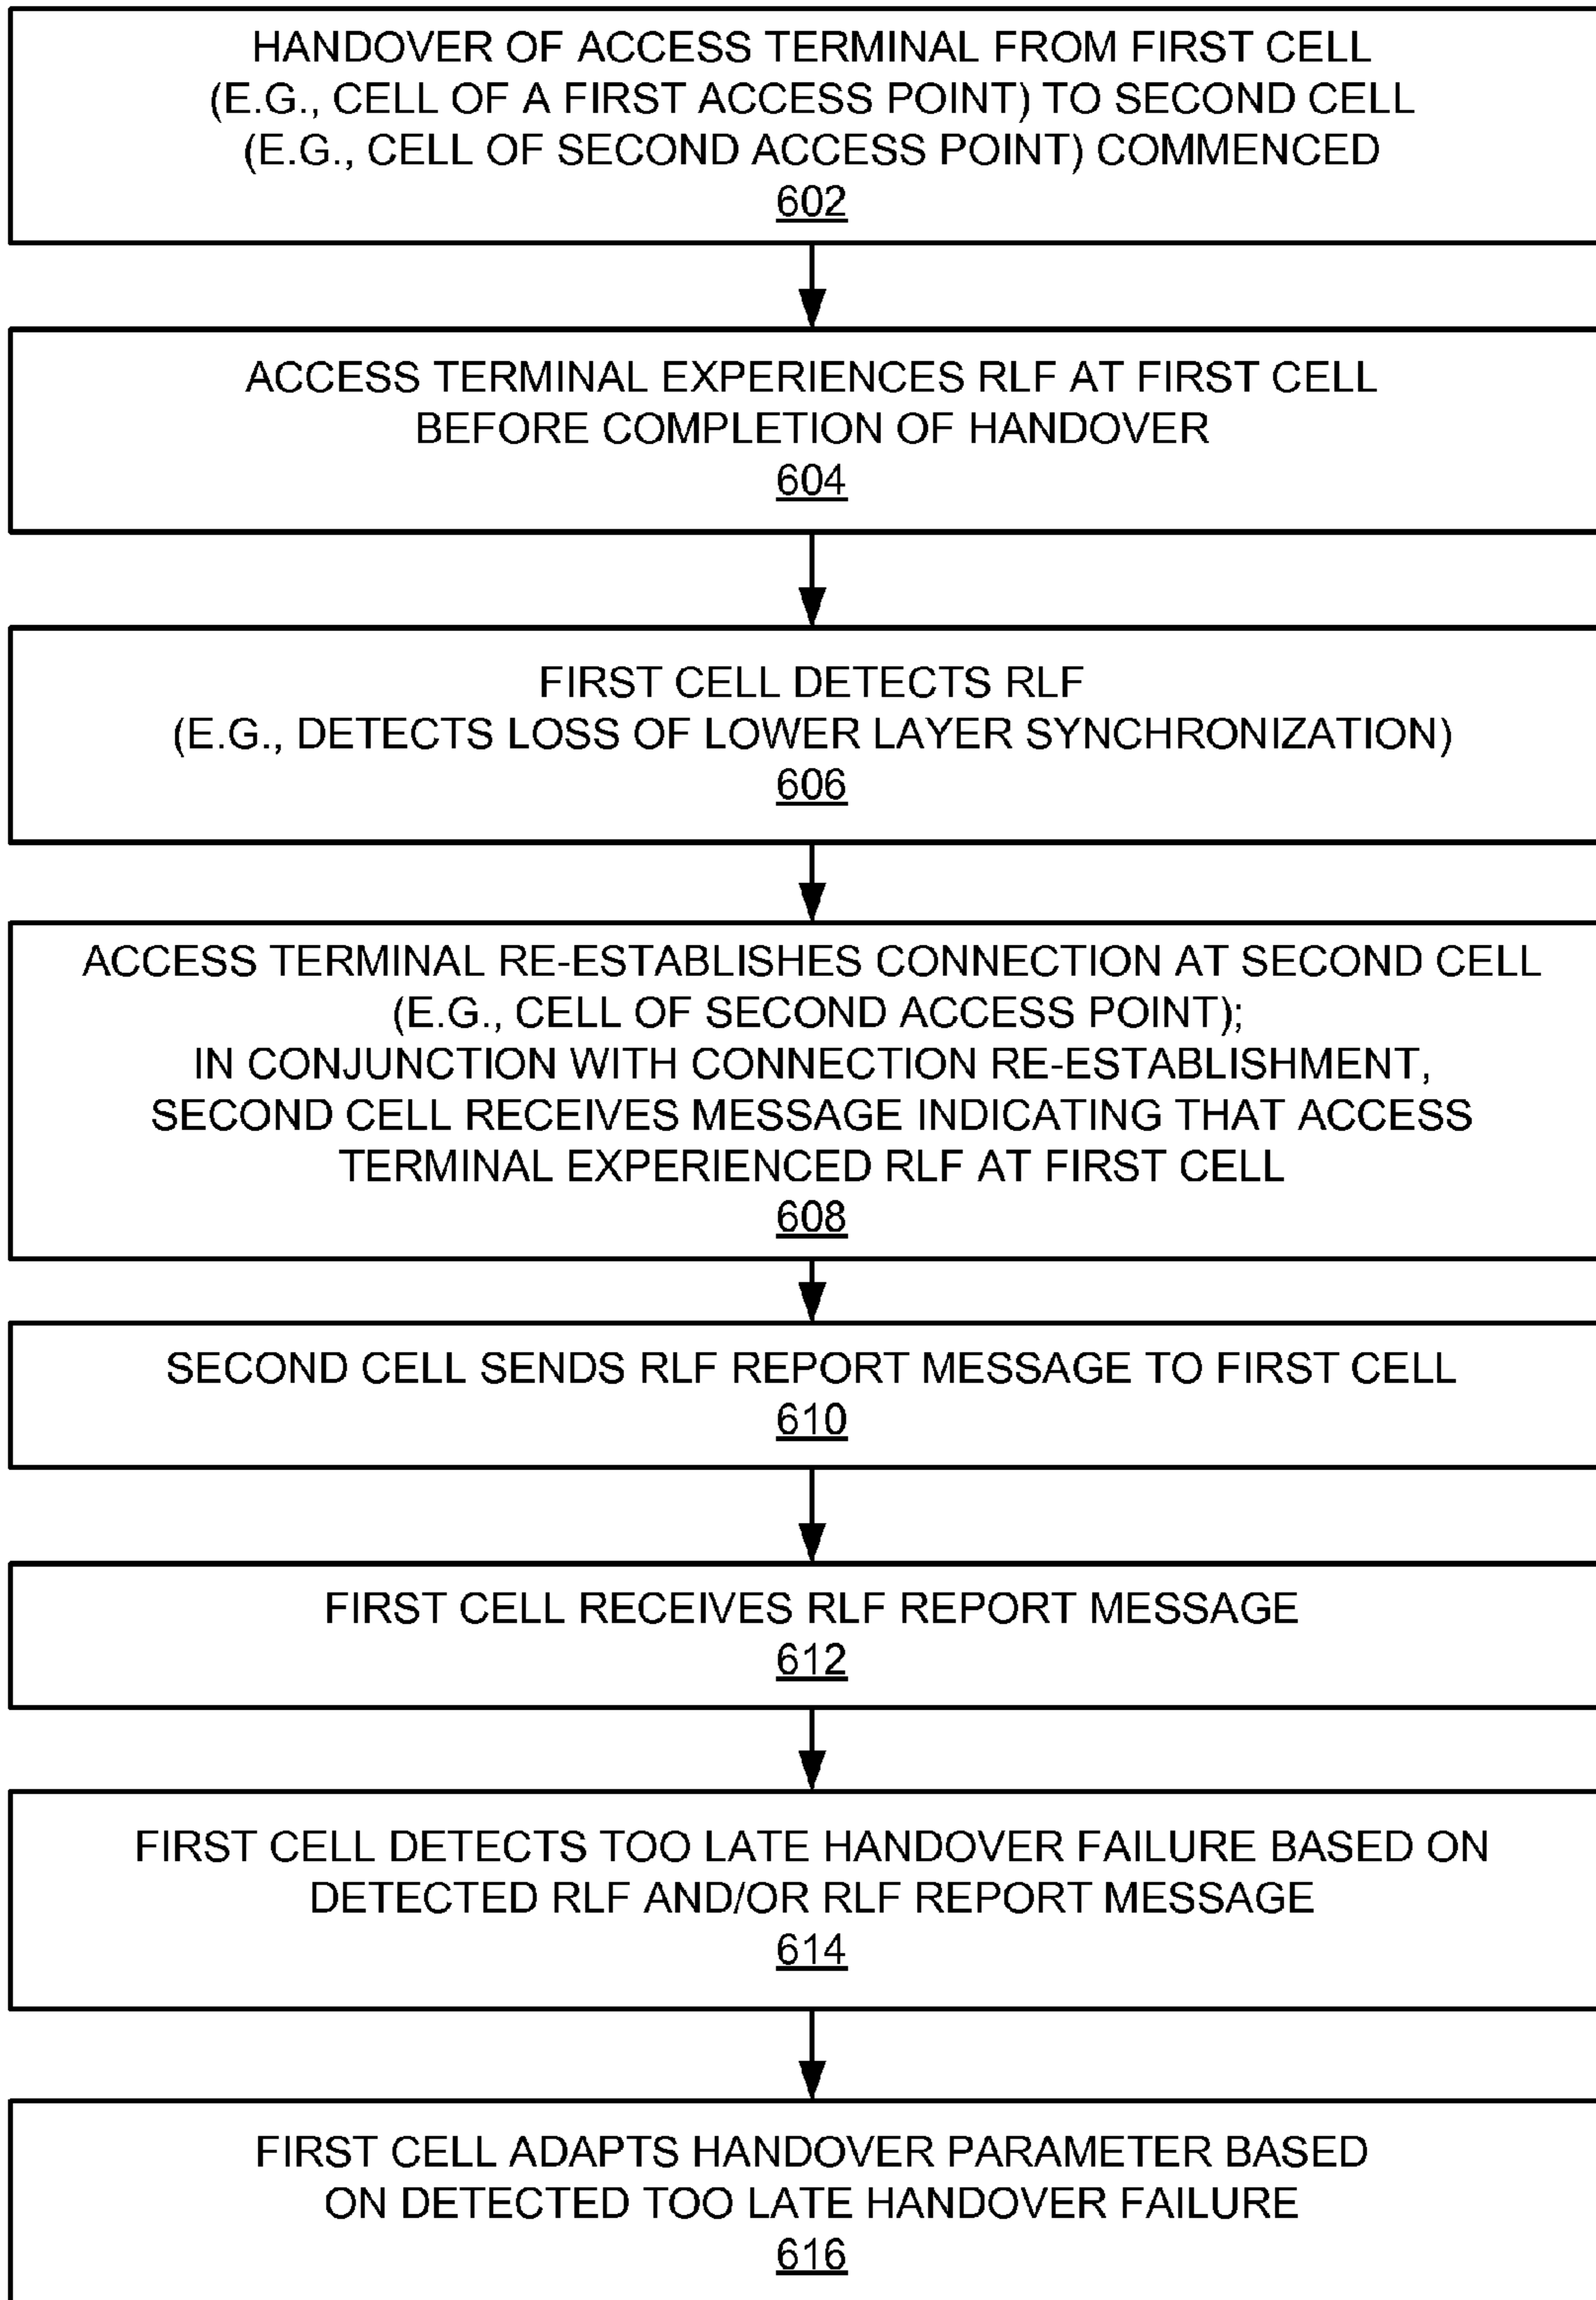 HANDOVER OF ACCESS TERMINAL FROM FIRST CELL
(E.G., CELL OF A FIRST ACCESS POINT) TO SECOND CELL
(E.G., CELL OF SECOND ACCESS POINT) COMMENCED
602
ACCESS TERMINAL EXPERIENCES RLF AT FIRST CELL
BEFORE COMPLETION OF HANDOVER
604
FIRST CELL DETECTS RLF
(E.G., DETECTS LOSS OF LOWER LAYER SYNCHRONIZATION)
606
ACCESS TERMINAL RE-ESTABLISHES CONNECTION AT SECOND CELL
(E.G., CELL OF SECOND ACCESS POINT);
IN CONJUNCTION WITH CONNECTION RE-ESTABLISHMENT,
SECOND CELL RECEIVES MESSAGE INDICATING THAT ACCESS
TERMINAL EXPERIENCED RLF AT FIRST CELL
608
SECOND CELL SENDS RLF REPORT MESSAGE TO FIRST CELL
610
FIRST CELL RECEIVES RLF REPORT MESSAGE
612
FIRST CELL DETECTS TOO LATE HANDOVER FAILURE BASED ON
DETECTED RLF AND/OR RLF REPORT MESSAGE
614
FIRST CELL ADAPTS HANDOVER PARAMETER BASED
ON DETECTED TOO LATE HANDOVER FAILURE
616